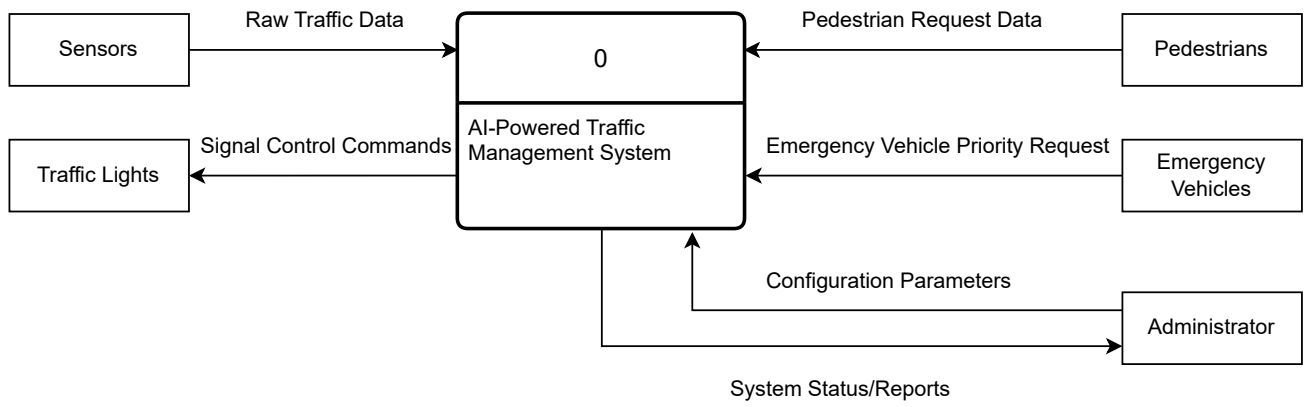 Raw Traffic Data
Pedestrian Request Data
Sensors
0
Pedestrians
AI-Powered Traffic
Management System
Signal Control Commands
Emergency Vehicle Priority Request
Traffic Lights
Emergency
Vehicles
Configuration Parameters
Administrator
System Status/Reports